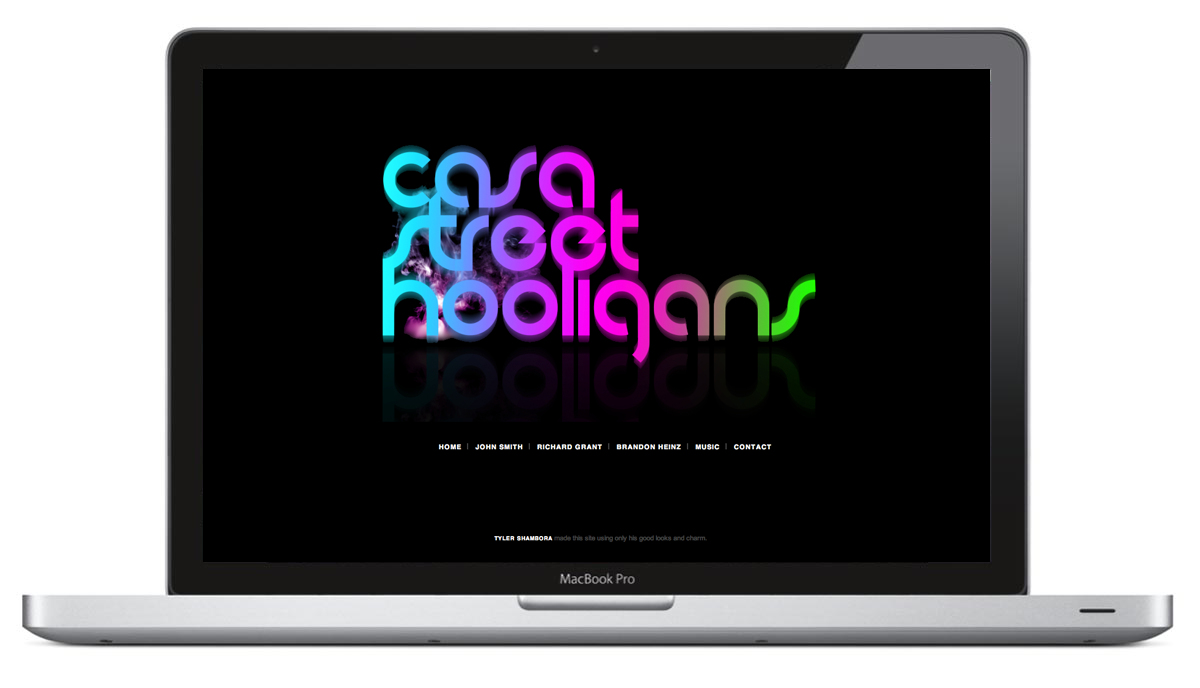 casa
street
hooligans
HOME | JOHN SMITH | RICHARD GRANT | BRANDON HEINZ | MUSIC | CONTACT
TYLER SHAMBORA made this site using only his good looks and charm.
MacBook Pro